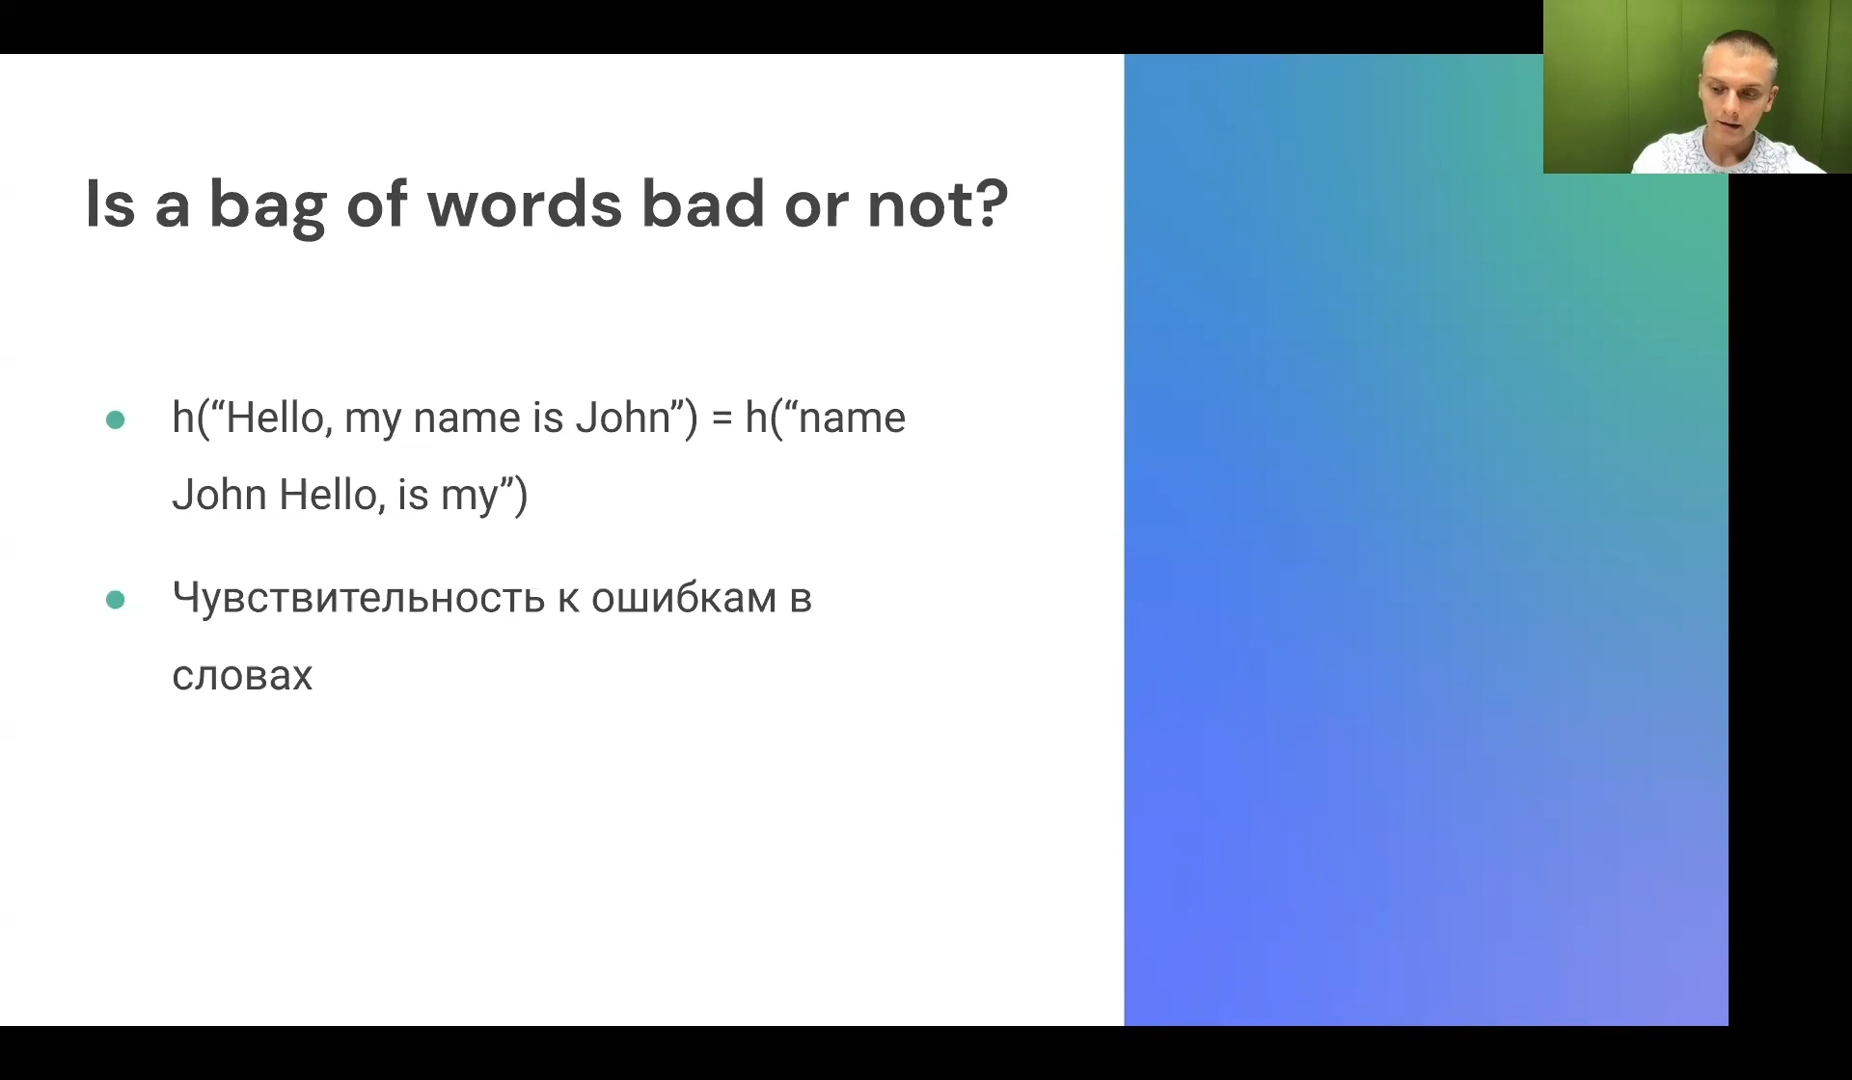 Is a bag of words bad or not?
h(“Hello, my name is John”) = h(“name
John Hello, is my”)
Чувствительность к ошибкам в
словах